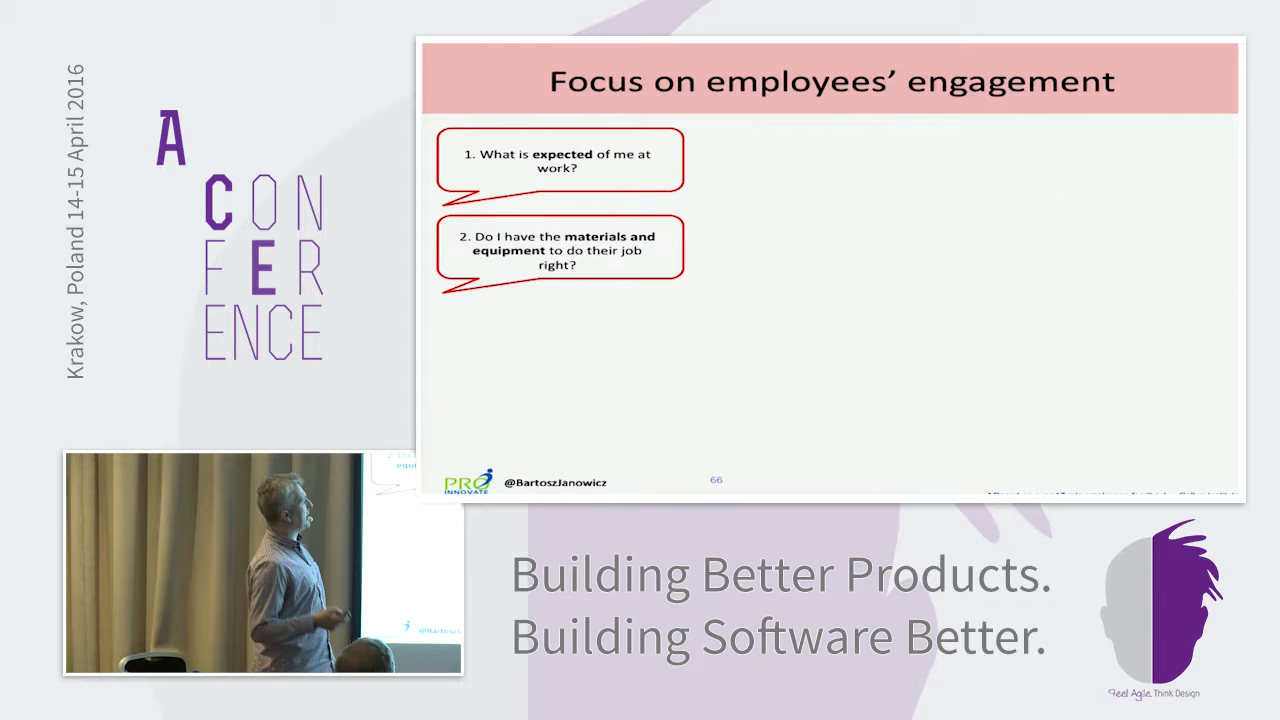 Krakow, Poland 14-15 April 2016
A
CON
FER
ENCE
Focus on employees’ engagement
1. What is expected of me at
work?
2. Do I have the materials and
equipment to do their job
right?
PRO
INNOVATE
@BartoszJanowicz
66
Building Better Products.
Building Software Better.
Feel Agile, Think Design